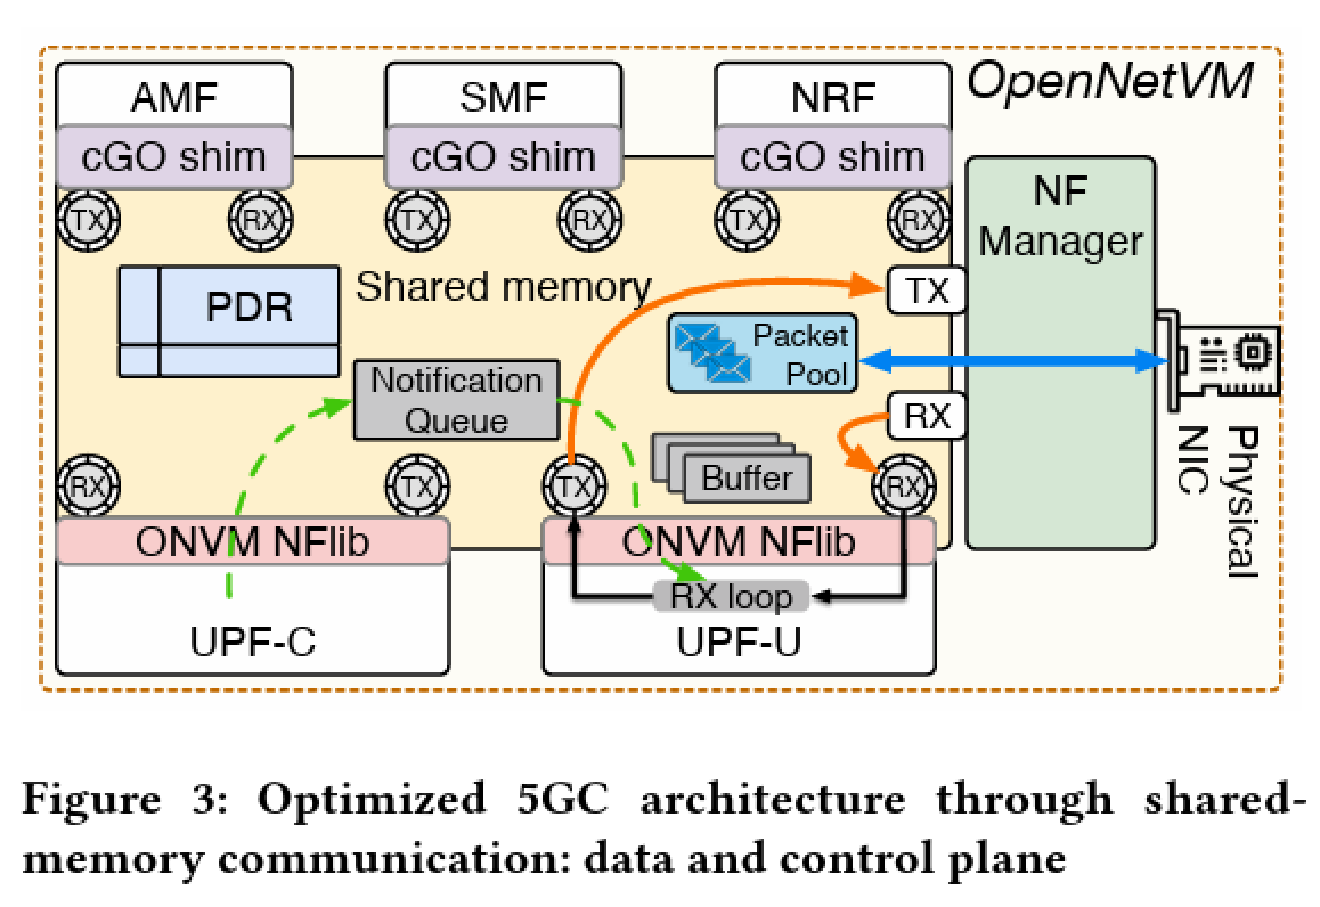 AMF
SMF
NRF
OpenNetVM
cGO shim
cGO shim
cGO shim
NF
Manager
TX
RX
TX
RX
TX
RX
PDR
Shared memory
TX
Packet
Pool
Notification
Queue
RX
Physical
NIC
Buffer
RX
TX
TX
RX
ONVM NFlib
ONVM NFlib
RX loop
UPF-C
UPF-U
Figure 3: Optimized 5GC architecture through shared-
memory communication: data and control plane